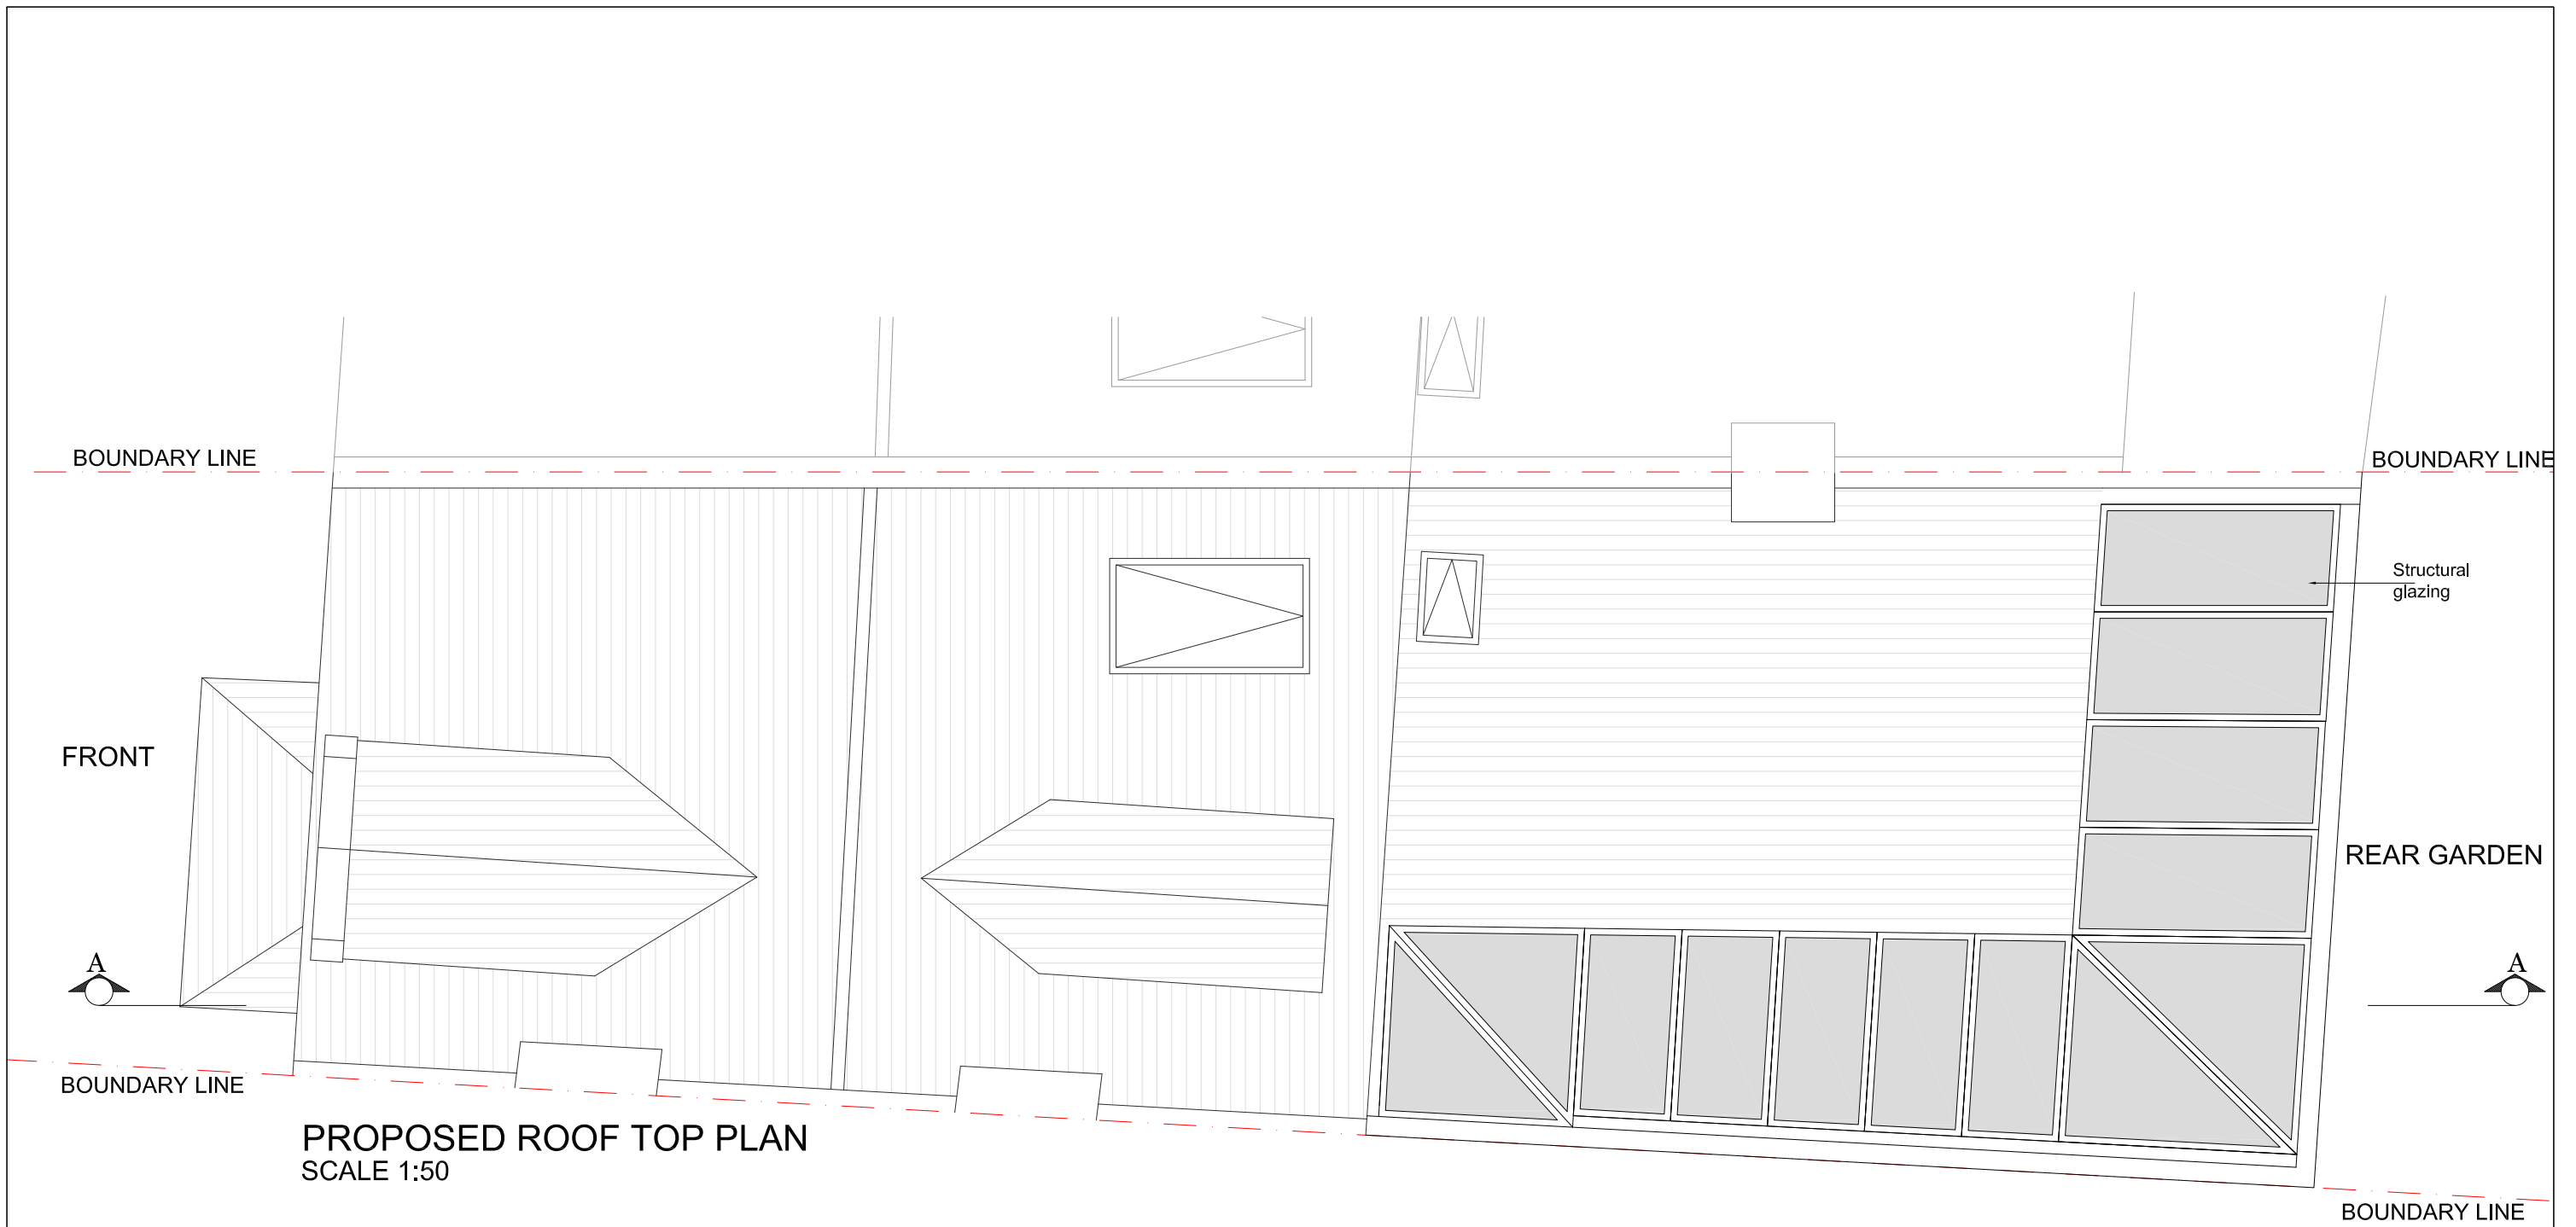 BOUNDARY LINE
BOUNDARY LINE
Structural
glazing
FRONT
REAR GARDEN
A
A
BOUNDARY LINE
PROPOSED ROOF TOP PLAN
SCALE 1:50
BOUNDARY LINE